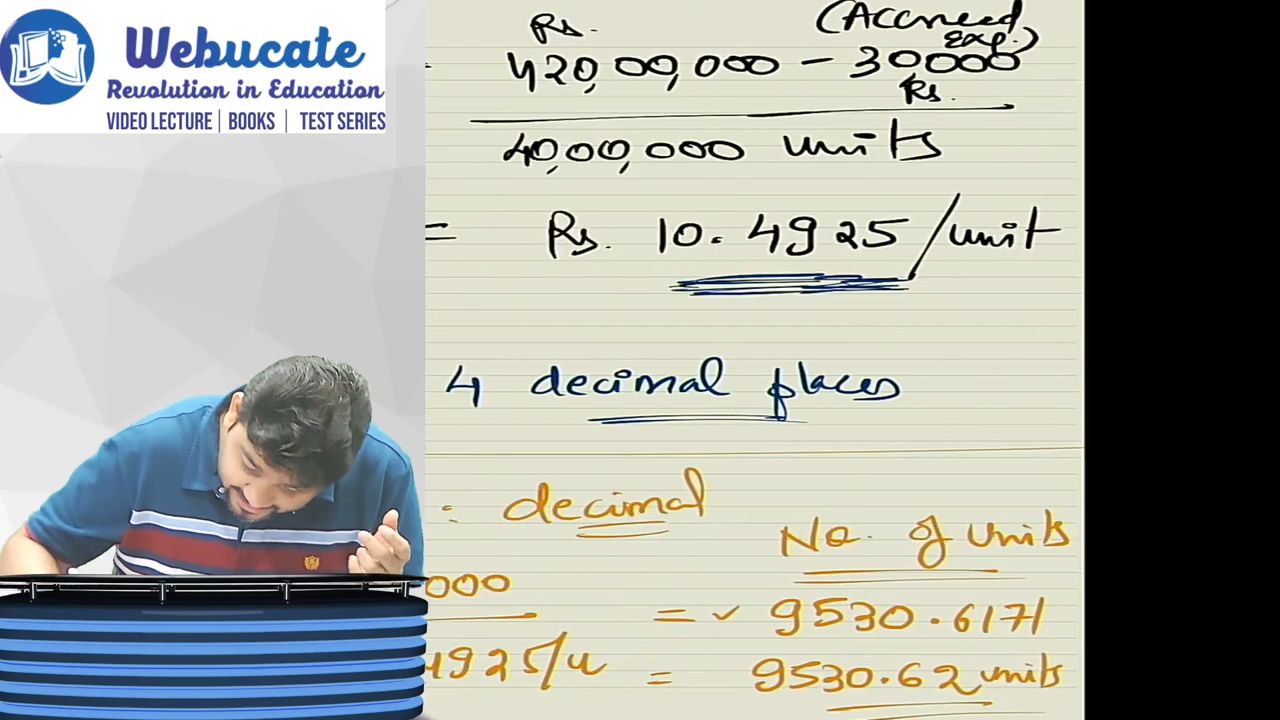 Webucate
Revolution in Education
VIDEO LECTURE | BOOKS | TEST SERIES
Rs. (Accrued
Exp.)
420,00,000 - 30000
Rs.
40,00,000 units
= Rs. 10.4925/unit
4 decimal places
: decimal
No. of Units
000 = ✓ 9530.6171
4925/u = 9530.62 units